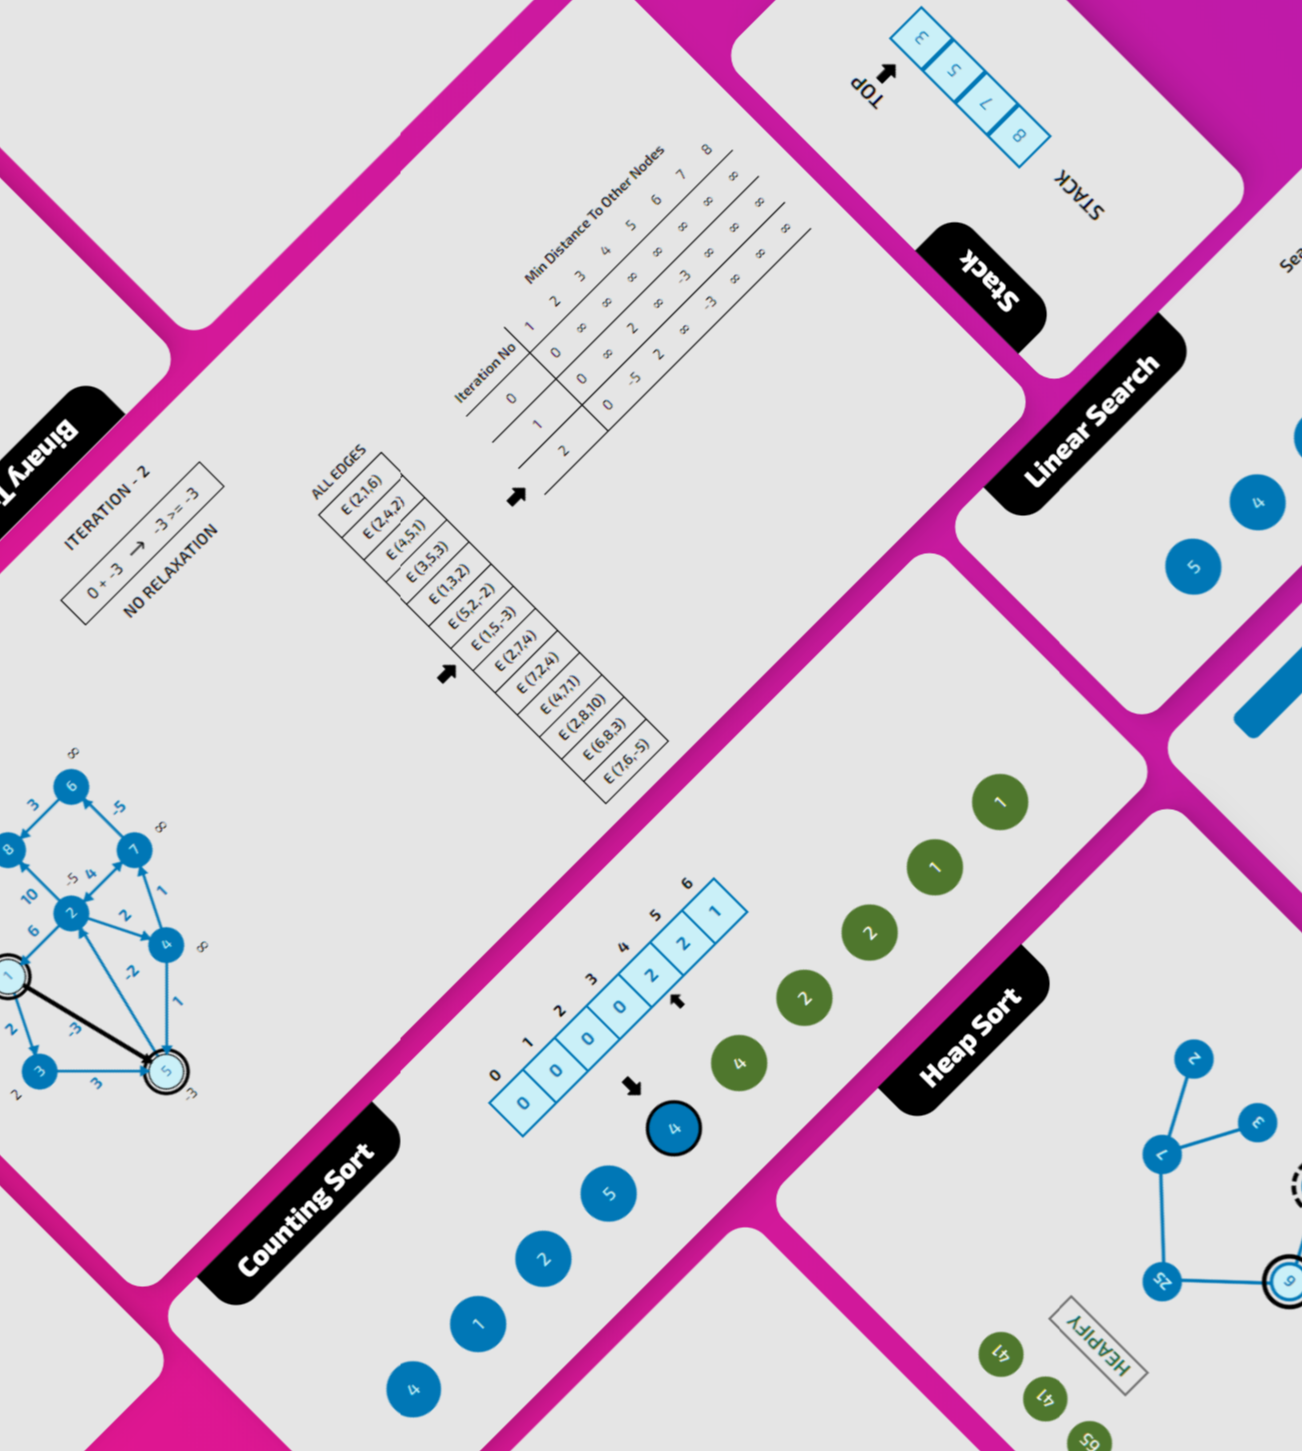 3
5
7
8
TOP
STACK
Stack
Linear Search
5
4
Binary
ITERATION - 2
0 + -3 → -3 >= -3
NO RELAXATION
ALL EDGES
E (2,1,6)
E (2,4,2)
E (4,5,1)
E (3,5,3)
E (1,3,2)
E (5,2,-2)
E (1,5,-3)
E (2,7,4)
E (7,2,4)
E (4,7,1)
E (2,8,10)
E (6,8,3)
E (7,6,-5)
Min Distance To Other Nodes
Iteration No 1 2 3 4 5 6 7 8
0 0 ∞ ∞ ∞ ∞ ∞ ∞ ∞
1 0 ∞ 2 ∞ -3 ∞ ∞ ∞
2 0 -5 2 ∞ -3 ∞ ∞ ∞
∞
6
3
-5
∞
8
7
10
-5
4
1
2
2
6
4
∞
1
-2
1
2
-3
3
3
5
2
-3
Counting Sort
0 1 2 3 4 5 6
0 0 0 0 2 2 1
4 1 2 5 4 4 2 2 1 1
Heap Sort
2
7
3
25
9
HEAPIFY
41
41
65